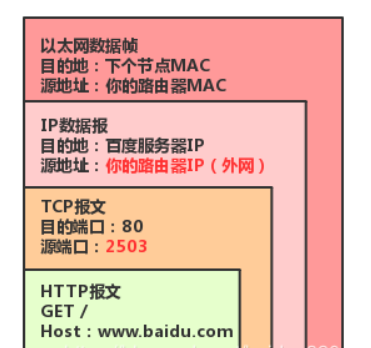 以太网数据帧
目的地：下个节点MAC
源地址：你的路由器MAC
IP数据报
目的地：百度服务器IP
源地址：你的路由器IP（外网）
TCP报文
目的端口：80
源端口：2503
HTTP报文
GET /
Host：www.baidu.com